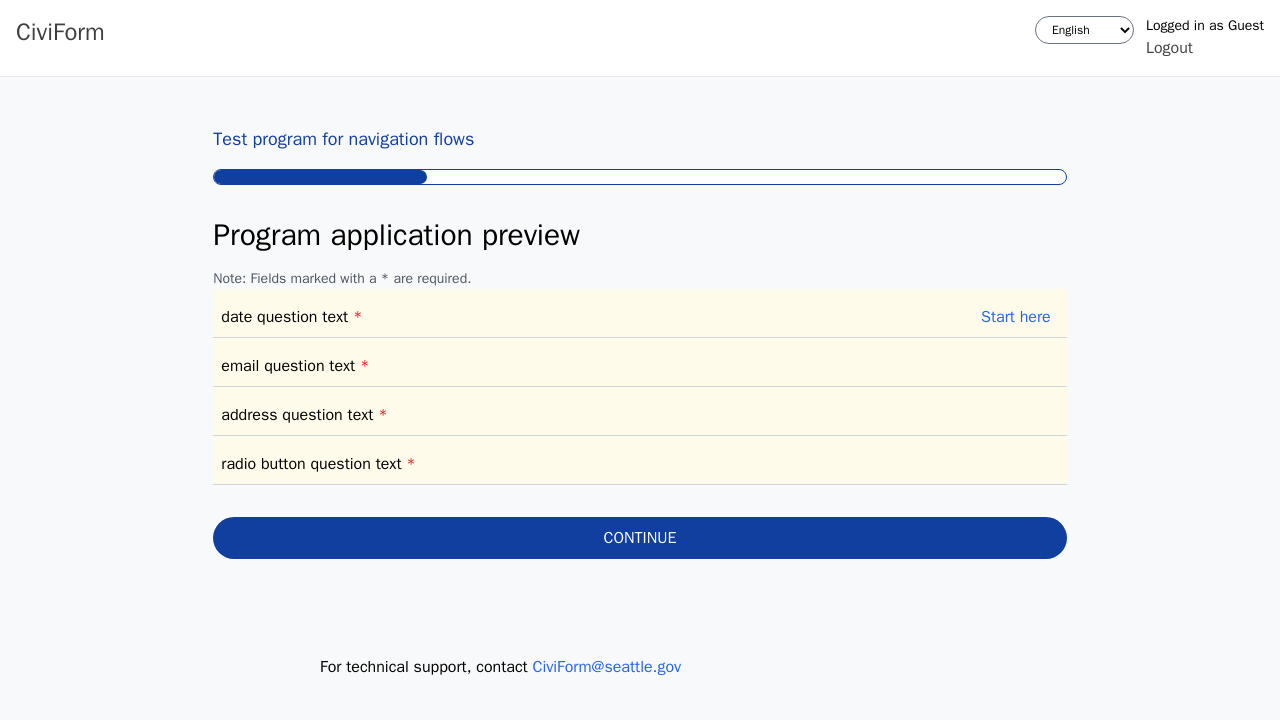 CiviForm
English
Logged in as Guest
Logout
Test program for navigation flows
Program application preview
Note: Fields marked with a * are required.
date question text *
Start here
email question text *
address question text *
radio button question text *
CONTINUE
For technical support, contact CiviForm@seattle.gov